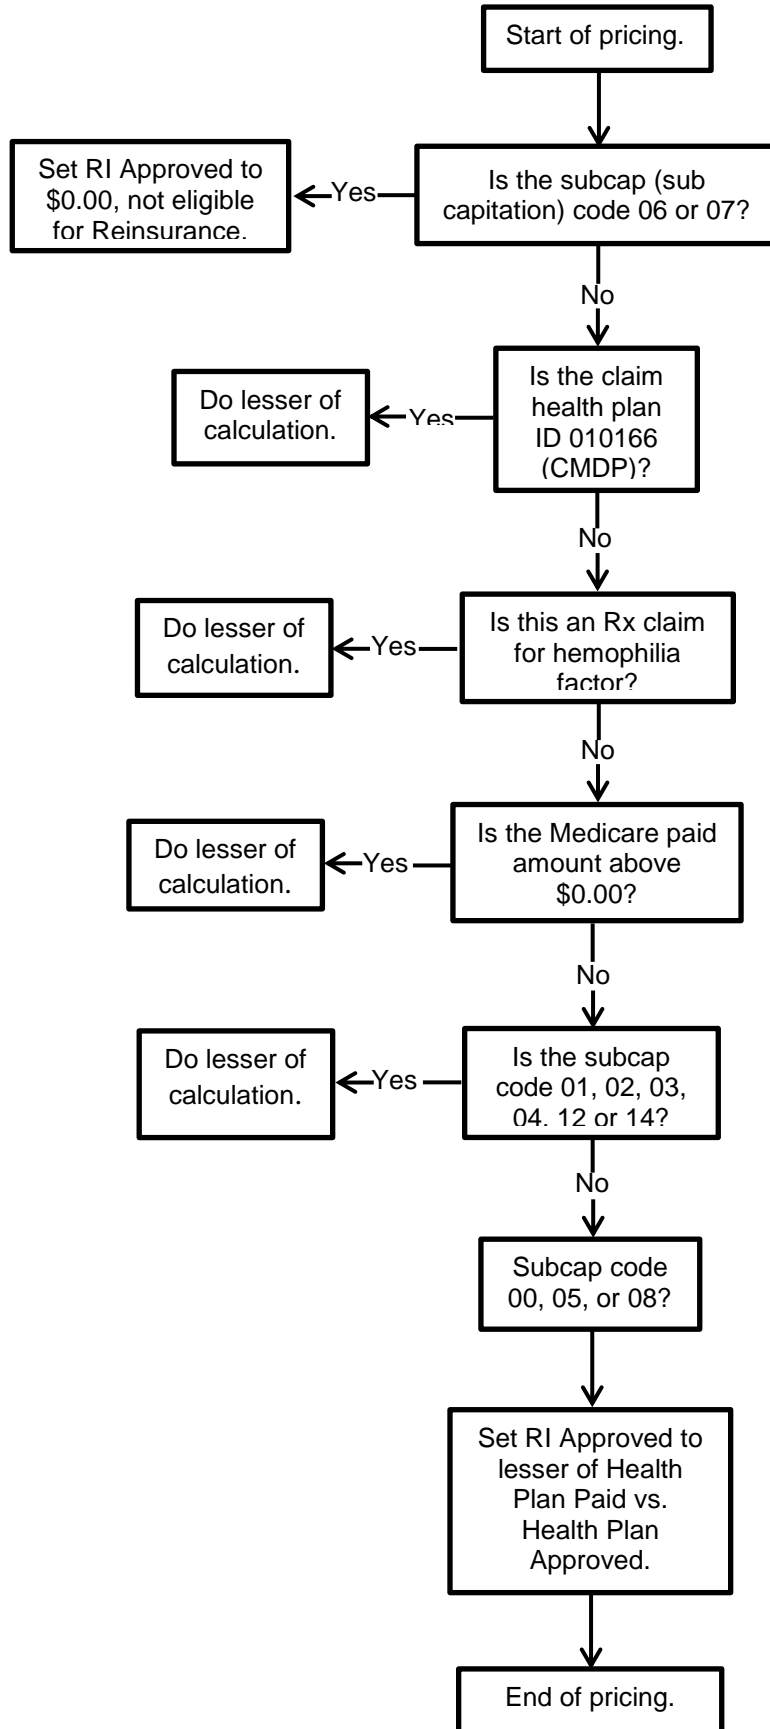 Start of pricing.
Set RI Approved to
$0.00, not eligible
for Reinsurance.
Yes
Is the subcap (sub
capitation) code 06 or 07?
No
Do lesser of
calculation.
Yes
Is the claim
health plan
ID 010166
(CMDP)?
No
Do lesser of
calculation.
Yes
Is this an Rx claim
for hemophilia
factor?
No
Do lesser of
calculation.
Yes
Is the Medicare paid
amount above
$0.00?
No
Do lesser of
calculation.
Yes
Is the subcap
code 01, 02, 03,
04, 12 or 14?
No
Subcap code
00, 05, or 08?
Set RI Approved to
lesser of Health
Plan Paid vs.
Health Plan
Approved.
End of pricing.